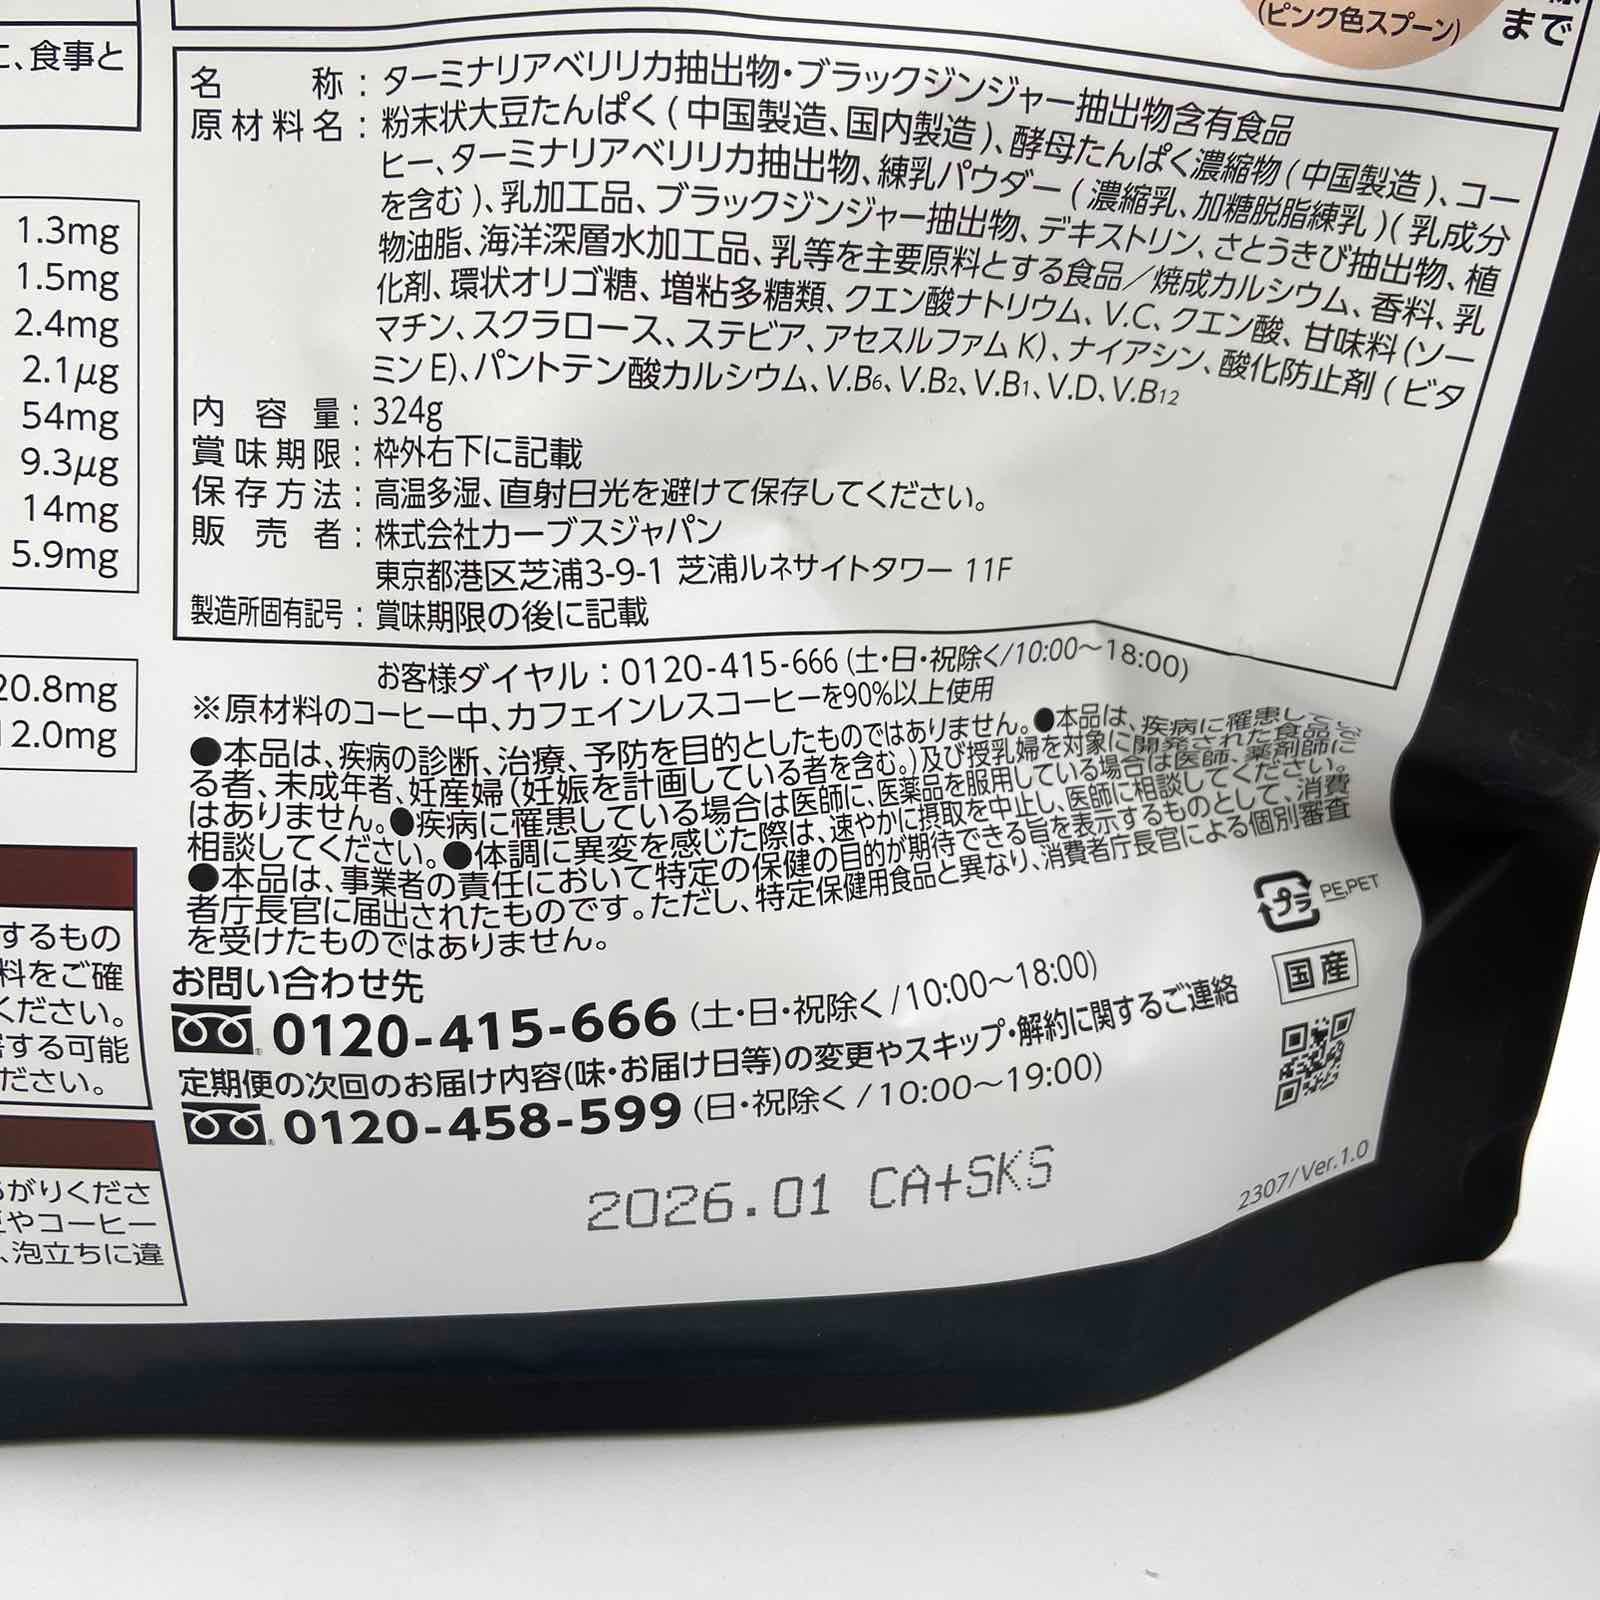 (ピンク色スプーン)
まで
、食事と
名称：ターミナリアベリリカ抽出物・ブラックジンジャー抽出物含有食品
原材料名：粉末状大豆たんぱく(中国製造、国内製造)、酵母たんぱく濃縮物(中国製造)、コー
ヒー、ターミナリアベリリカ抽出物、練乳パウダー(濃縮乳、加糖脱脂練乳)(乳成分
を含む)、乳加工品、ブラックジンジャー抽出物、デキストリン、さとうきび抽出物、植
物油脂、海洋深層水加工品、乳等を主要原料とする食品／焼成カルシウム、香料、乳
化剤、環状オリゴ糖、増粘多糖類、クエン酸ナトリウム、V.C、クエン酸、甘味料(ソー
マチン、スクラロース、ステビア、アセスルファムK)、ナイアシン、酸化防止剤(ビタ
ミンE)、パントテン酸カルシウム、V.B6、V.B2、V.B1、V.D、V.B12
内容量：324g
賞味期限：枠外右下に記載
保存方法：高温多湿、直射日光を避けて保存してください。
販売者：株式会社カーブスジャパン
東京都港区芝浦3-9-1 芝浦ルネサイトタワー 11F
製造所固有記号：賞味期限の後に記載
1.3mg
1.5mg
2.4mg
2.1μg
54mg
9.3μg
14mg
5.9mg
20.8mg
12.0mg
お客様ダイヤル：0120-415-666(土・日・祝除く/10:00～18:00)
※原材料のコーヒー中、カフェインレスコーヒーを90%以上使用
●本品は、疾病の診断、治療、予防を目的としたものではありません。●本品は、疾病に罹患してい
る者、未成年者、妊産婦(妊娠を計画している者を含む。)及び授乳婦を対象に開発された食品で
はありません。●疾病に罹患している場合は医師に、医薬品を服用している場合は医師、薬剤師に
相談してください。●体調に異変を感じた際は、速やかに摂取を中止し、医師に相談してください。
●本品は、事業者の責任において特定の保健の目的が期待できる旨を表示するものとして、消費
者庁長官に届出されたものです。ただし、特定保健用食品と異なり、消費者庁長官による個別審査
を受けたものではありません。
プラ PE,PET
国産
お問い合わせ先
0120-415-666 (土・日・祝除く/10:00～18:00)
定期便の次回のお届け内容(味・お届け日等)の変更やスキップ・解約に関するご連絡
0120-458-599 (日・祝除く/10:00～19:00)
2026.01 CA+SKS
2307/Ver.1.0
するもの
料をご確
ください。
する可能
ださい。
あがりくださ
やコーヒー
、泡立ちに違